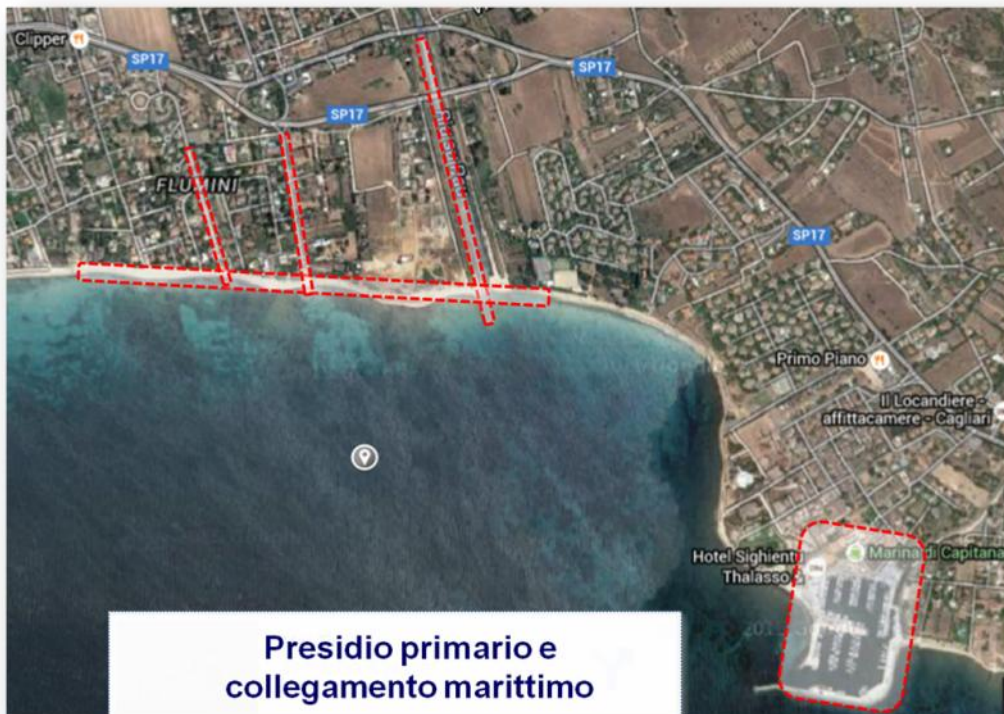 Clipper
SP17
SP17
SP17
FLUMINI
SP17
Primo Piano
Il Locandiere -
affittacamere - Cagliari
Hotel Sighientu
Thalasso
Marina di Capitana
Presidio primario e
collegamento marittimo